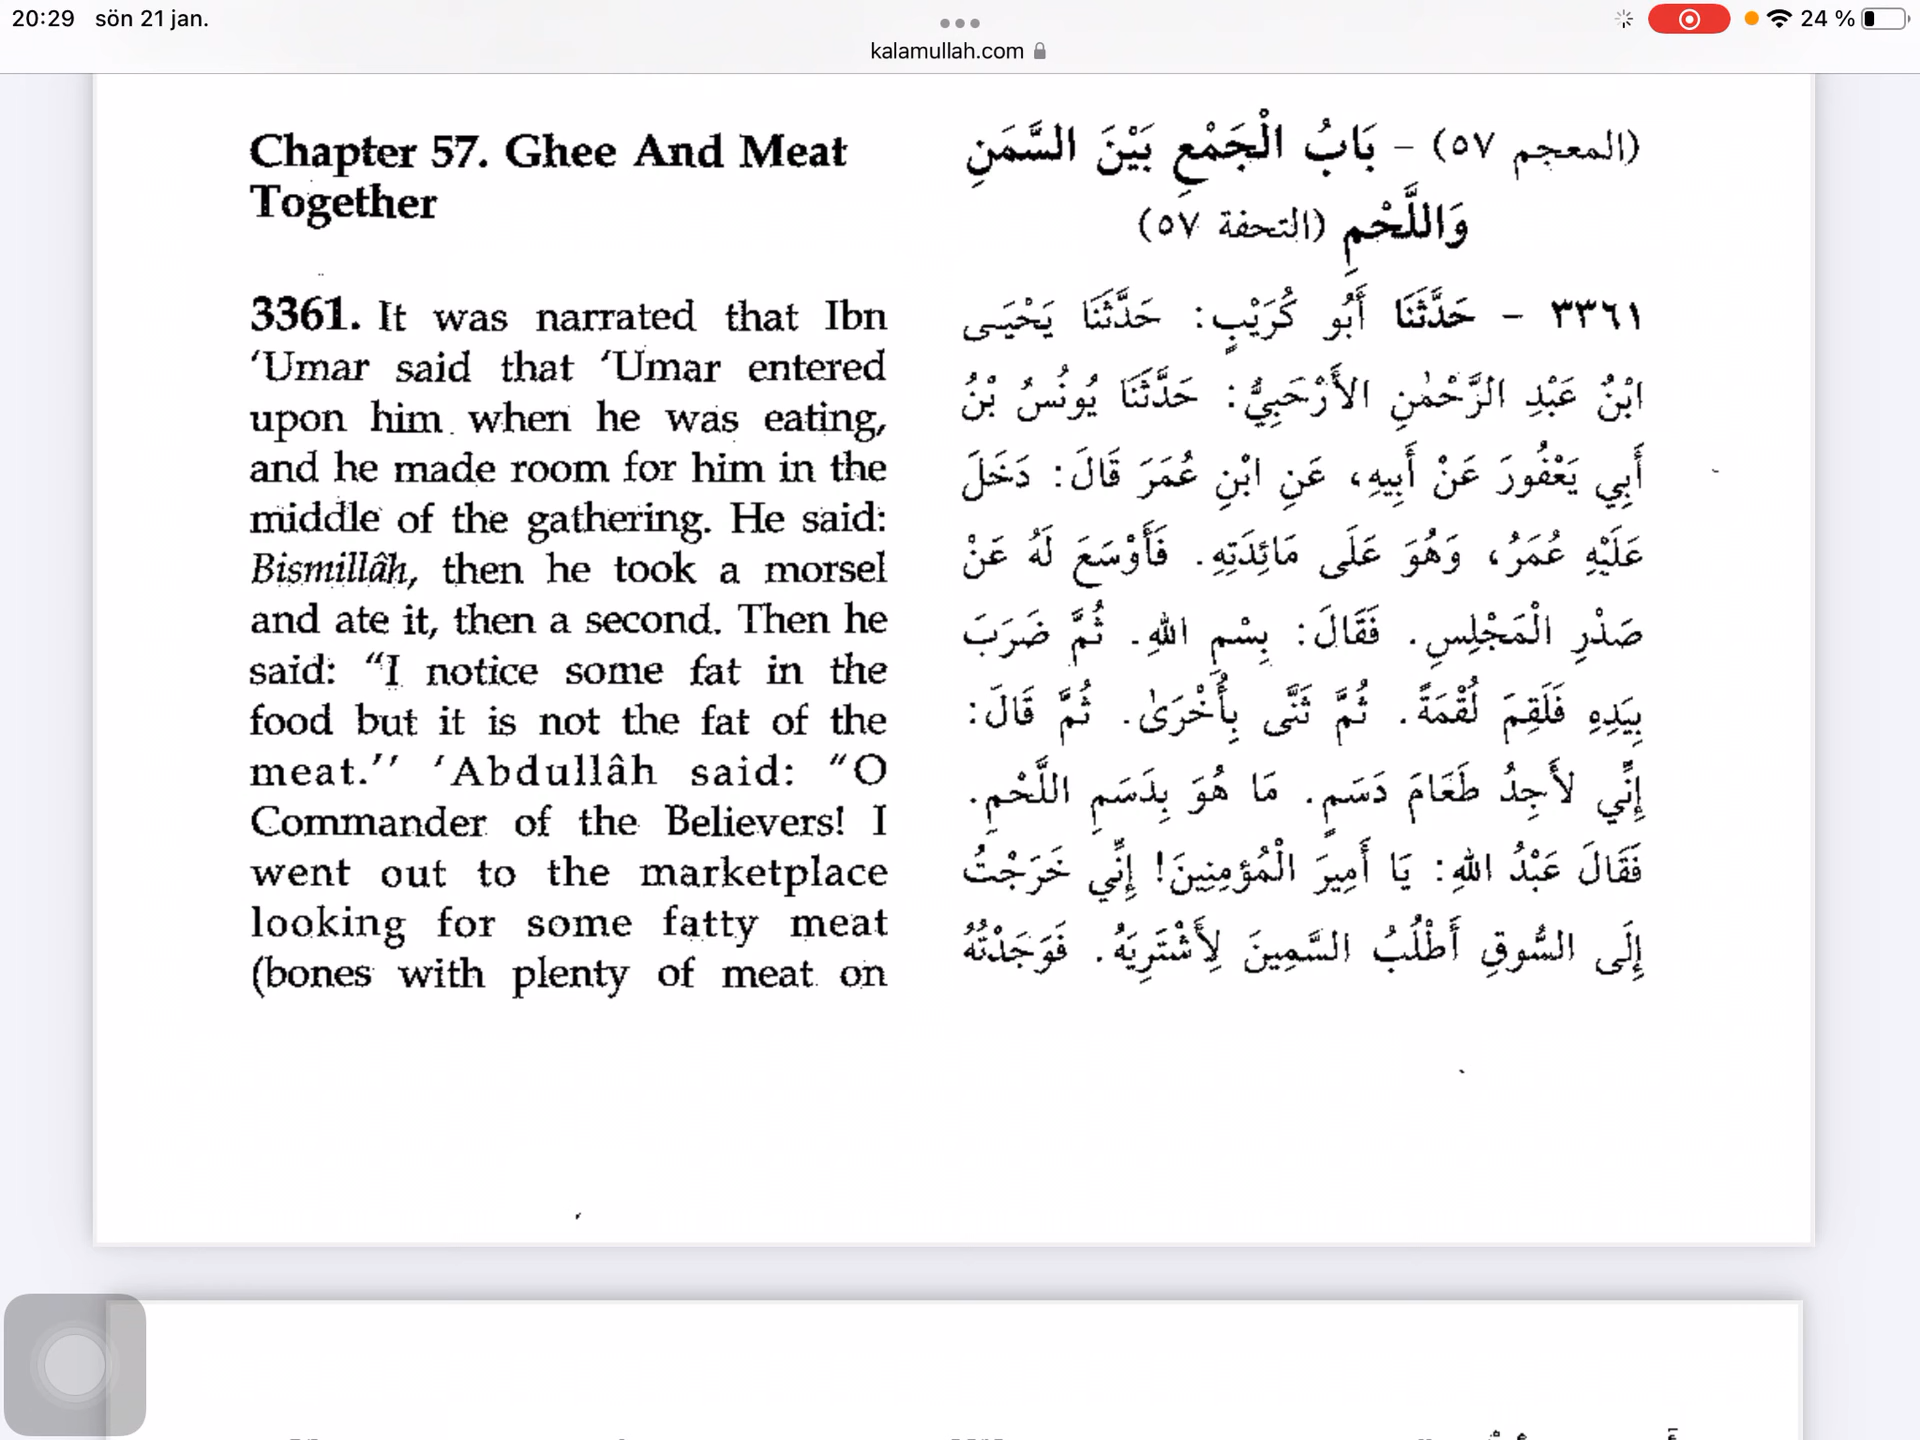 20:29 sön 21 jan.
24 %
kalamullah.com
Chapter 57. Ghee And Meat
Together
3361. It was narrated that Ibn
‘Umar said that ‘Umar entered
upon him when he was eating,
and he made room for him in the
middle of the gathering. He said:
Bismillâh, then he took a morsel
and ate it, then a second. Then he
said: “I notice some fat in the
food but it is not the fat of the
meat.’’ ’Abdullâh said: “O
Commander of the Believers! I
went out to the marketplace
looking for some fatty meat
(bones with plenty of meat on
(المعجم ٥٧) – بَابُ الْجَمْعِ بَيْنَ السَّمَنِ
وَاللَّحْمِ (التحفة ٥٧)
٣٣٦١ – حَدَّثَنَا أَبُو كُرَيْبٍ: حَدَّثَنَا يَحْيَى
ابْنُ عَبْدِ الرَّحْمٰنِ الأَرْحَبِيُّ: حَدَّثَنَا يُونُسُ بْنُ
أَبِي يَعْفُورَ عَنْ أَبِيهِ، عَنِ ابْنِ عُمَرَ قَالَ: دَخَلَ
عَلَيْهِ عُمَرُ، وَهُوَ عَلَى مَائِدَتِهِ. فَأَوْسَعَ لَهُ عَنْ
صَدْرِ الْمَجْلِسِ. فَقَالَ: بِسْمِ اللهِ. ثُمَّ ضَرَبَ
بِيَدِهِ فَلَقِمَ لُقْمَةً. ثُمَّ ثَنَّى بِأُخْرَىٰ. ثُمَّ قَالَ:
إِنِّي لأَجِدُ طَعَامَ دَسَمٍ. مَا هُوَ بِدَسَمِ اللَّحْمِ.
فَقَالَ عَبْدُ اللهِ: يَا أَمِيرَ الْمُؤمِنِينَ! إِنِّي خَرَجْتُ
إِلَى السُّوقِ أَطْلُبُ السَّمِينَ لِأَشْتَرِيَهُ. فَوَجَدْتُهُ